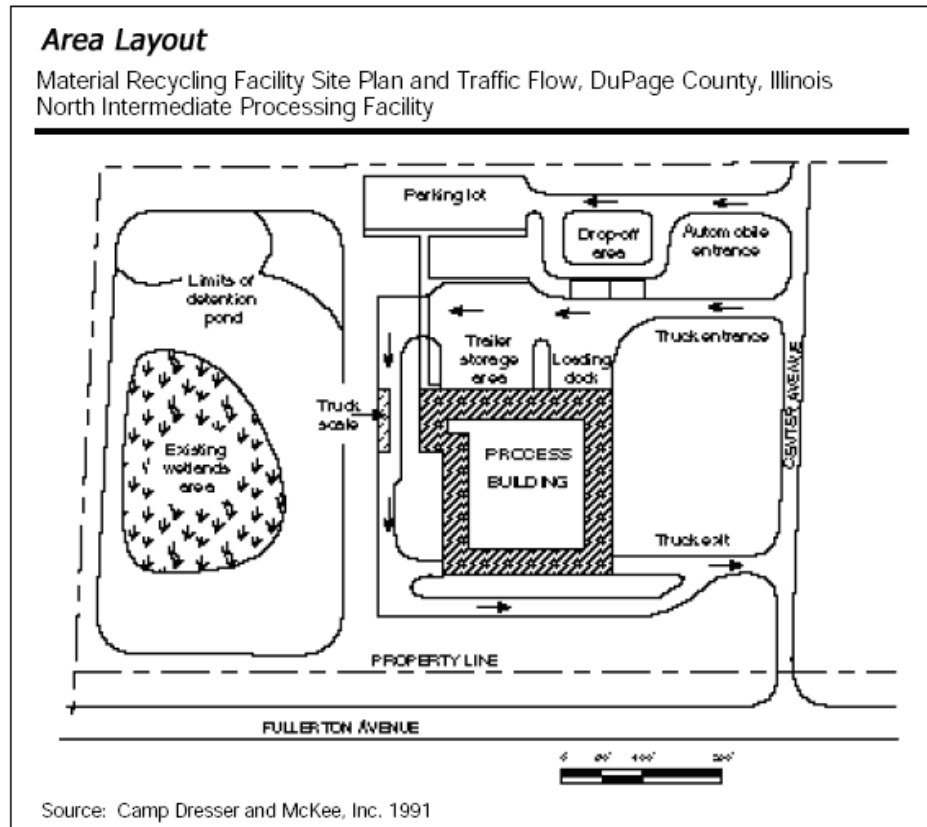 Area Layout
Material Recycling Facility Site Plan and Traffic Flow, DuPage County, Illinois
North Intermediate Processing Facility
Parking lot
Drop-off
area
Automobile
entrance
Limits of
detention
pond
Trailer
storage
area
Loading
dock
Truck entrance
CENTER AVENUE
Truck
scale
Existing
wetlands
area
PROCESS
BUILDING
Truck exit
PROPERTY LINE
FULLERTON AVENUE
0
Source: Camp Dresser and McKee, Inc. 1991